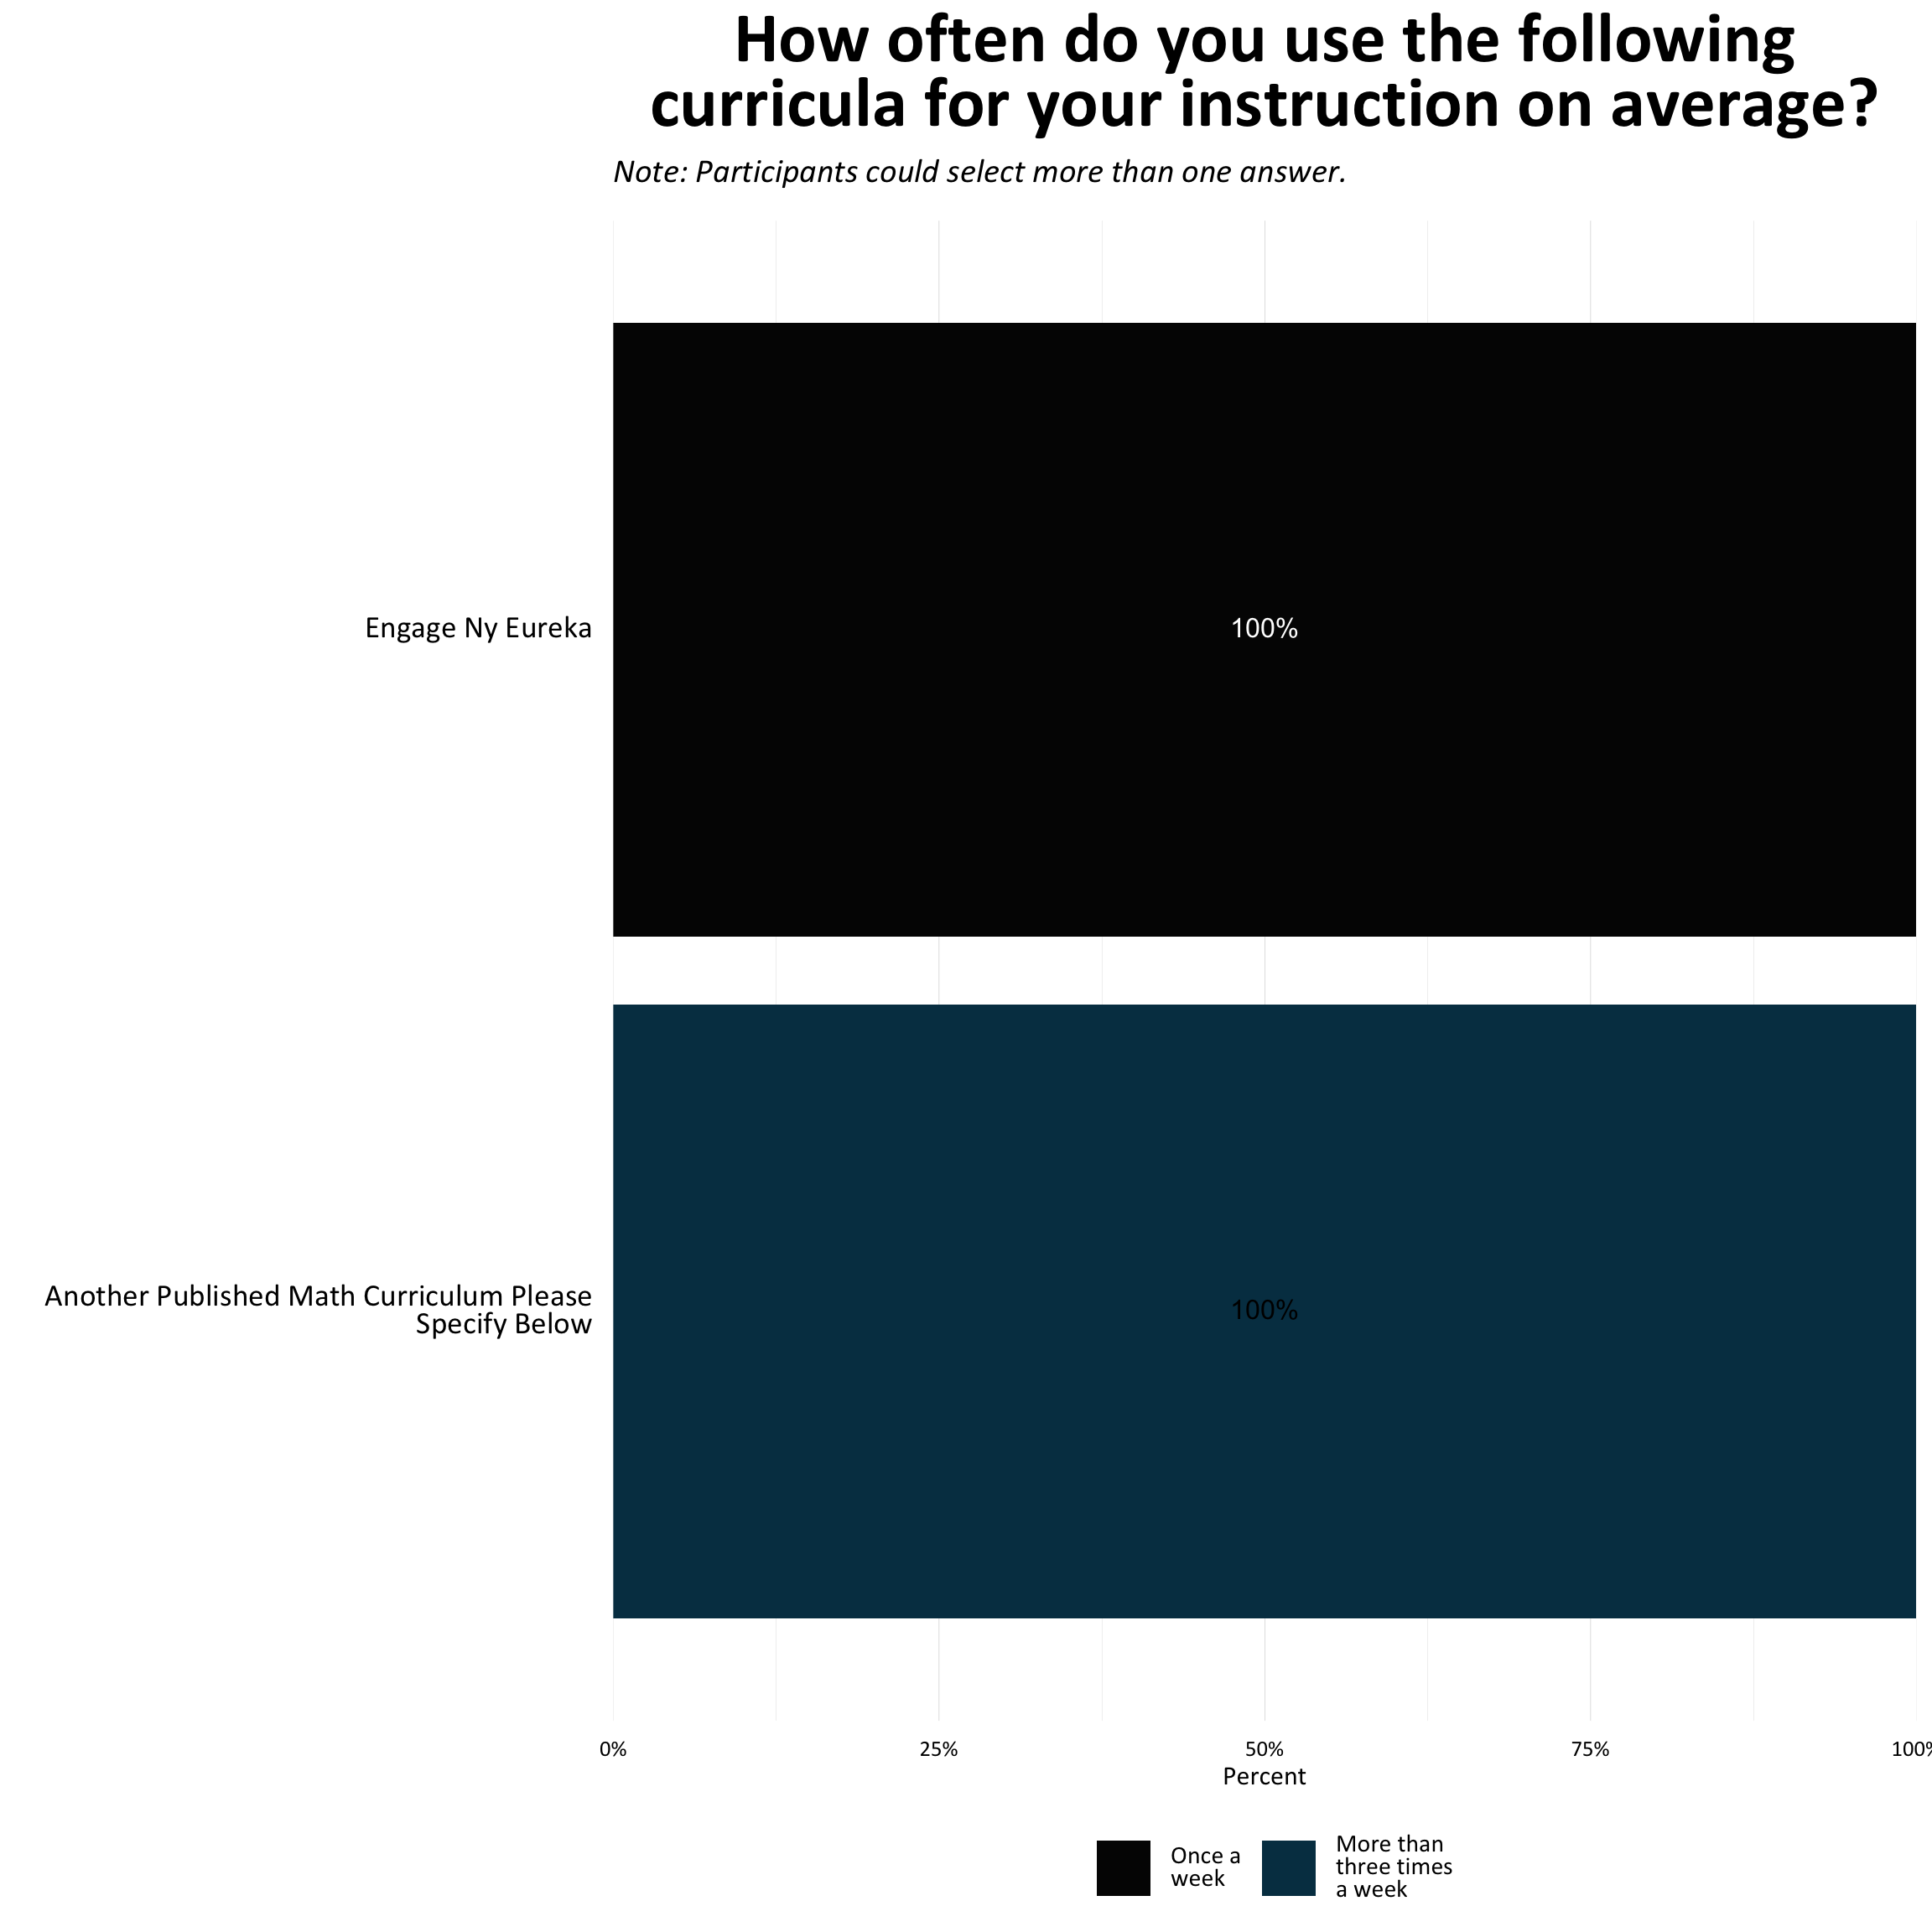 How often do you use the following
curricula for your instruction on average?
Note: Participants could select more than one answer.
Engage Ny Eureka
100%
Another Published Math Curriculum Please
Specify Below
100%
0%
25%
50%
75%
100%
Percent
Once a
week
More than
three times
a week